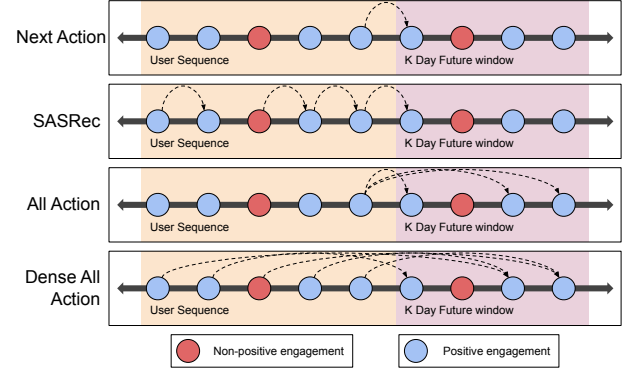 Next Action
User Sequence
K Day Future window
SASRec
User Sequence
K Day Future window
All Action
User Sequence
K Day Future window
Dense All
Action
User Sequence
K Day Future window
Non-positive engagement
Positive engagement